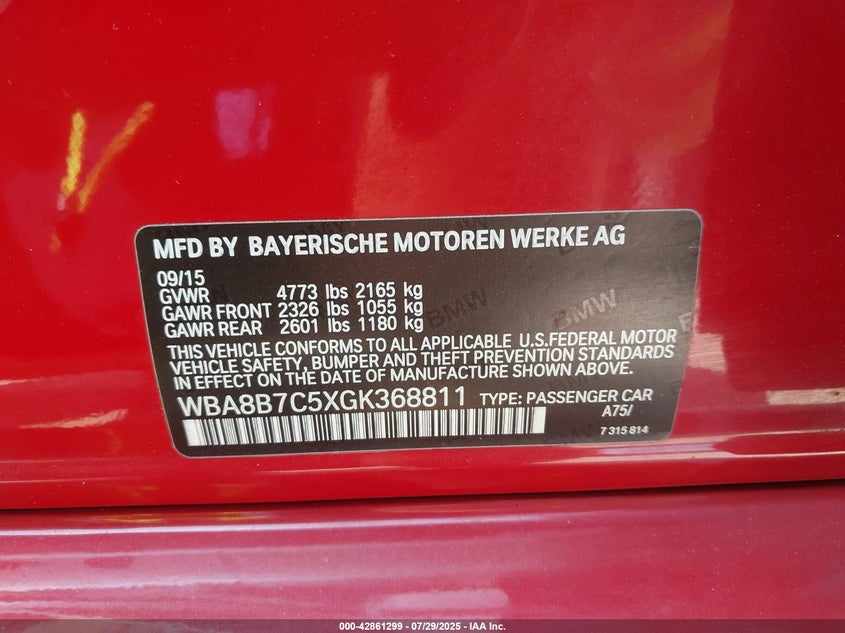 MFD BY BAYERISCHE MOTOREN WERKE AG
09/15
GVWR 4773 lbs 2165 kg
GAWR FRONT 2326 lbs 1055 kg
GAWR REAR 2601 lbs 1180 kg
THIS VEHICLE CONFORMS TO ALL APPLICABLE U.S.FEDERAL MOTOR
VEHICLE SAFETY, BUMPER AND THEFT PREVENTION STANDARDS
IN EFFECT ON THE DATE OF MANUFACTURE SHOWN ABOVE.
WBA8B7C5XGK368811 TYPE: PASSENGER CAR
A75/
7 315 814
BMW
BMW
000-42861299 - 07/29/2025 - IAA Inc.